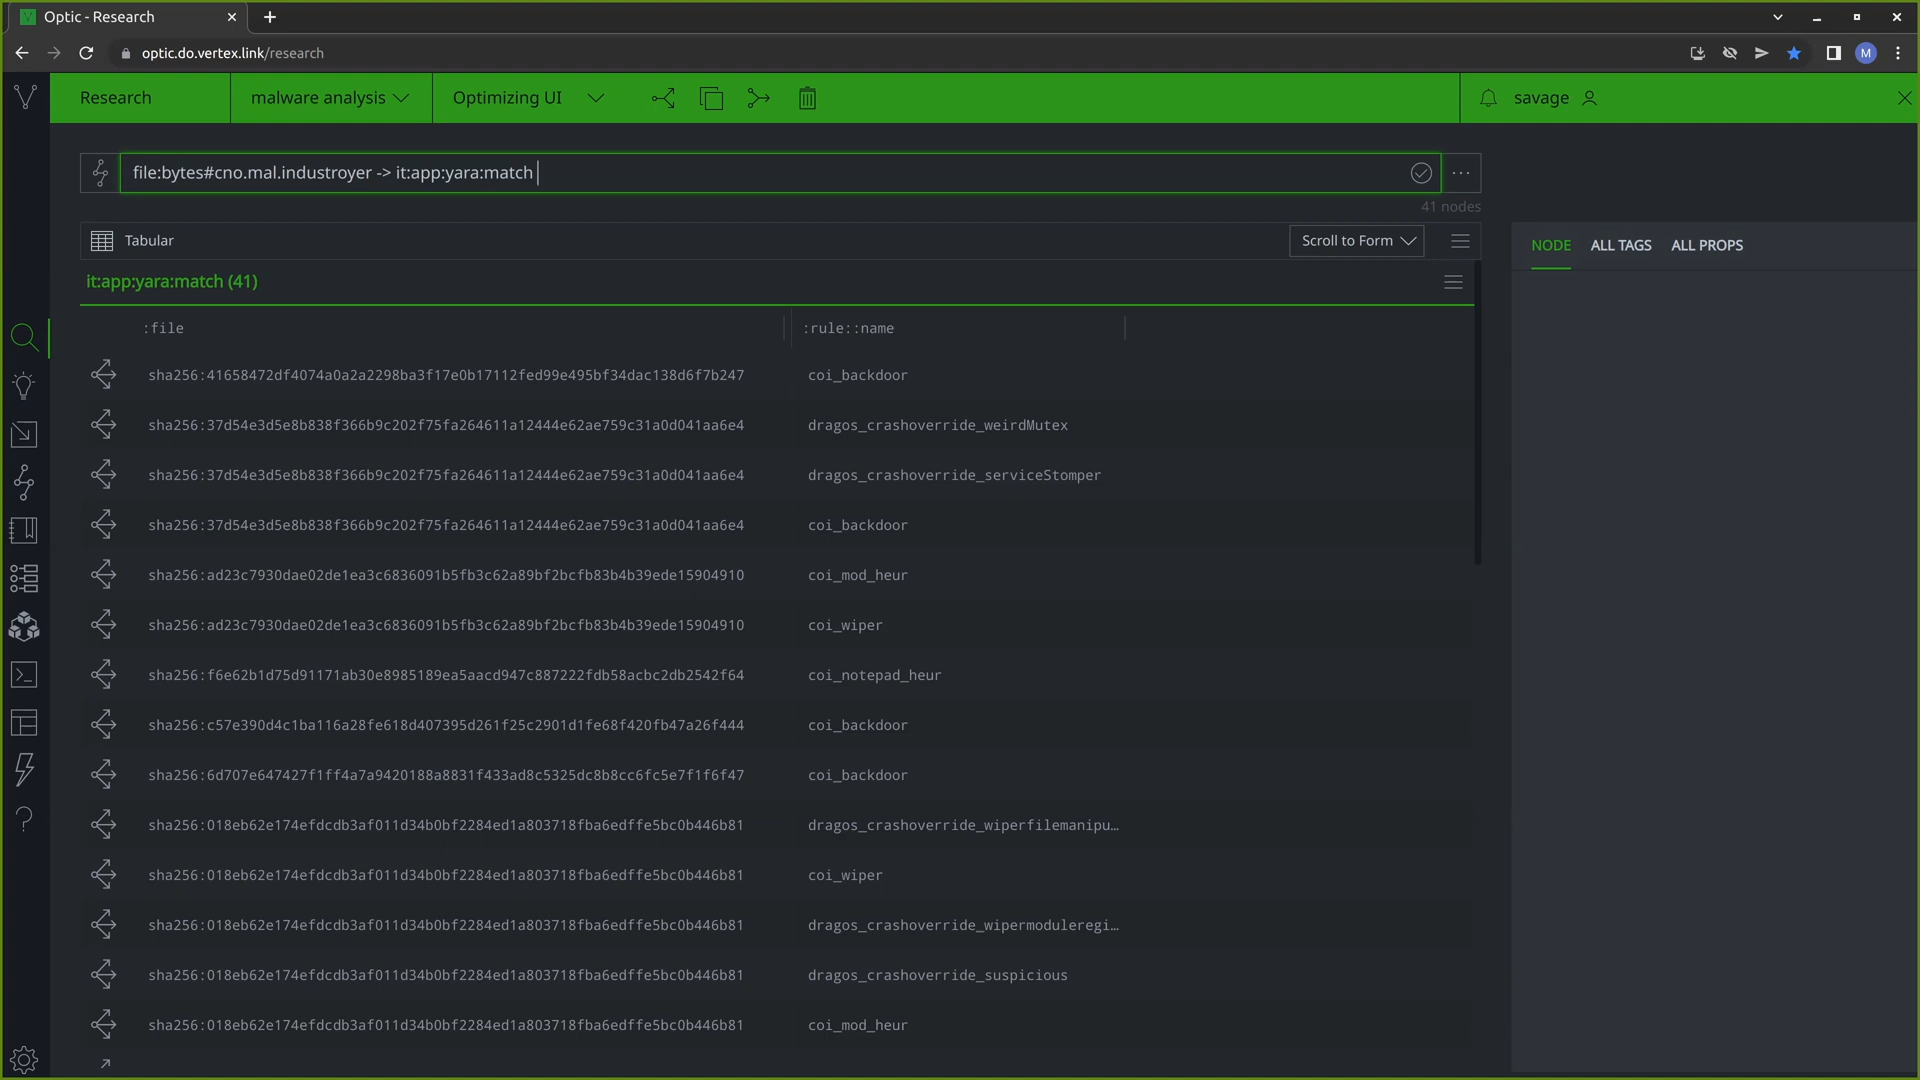 Optic - Research
optic.do.vertex.link/research
M
Research
malware analysis
Optimizing UI
savage
file:bytes#cno.mal.industroyer -> it:app:yara:match
41 nodes
Tabular
Scroll to Form
NODE ALL TAGS ALL PROPS
it:app:yara:match (41)
:file :rule::name
sha256:41658472df4074a0a2a2298ba3f17e0b17112fed99e495bf34dac138d6f7b247 coi_backdoor
sha256:37d54e3d5e8b838f366b9c202f75fa264611a12444e62ae759c31a0d041aa6e4 dragos_crashoverride_weirdMutex
sha256:37d54e3d5e8b838f366b9c202f75fa264611a12444e62ae759c31a0d041aa6e4 dragos_crashoverride_serviceStomper
sha256:37d54e3d5e8b838f366b9c202f75fa264611a12444e62ae759c31a0d041aa6e4 coi_backdoor
sha256:ad23c7930dae02de1ea3c6836091b5fb3c62a89bf2bcfb83b4b39ede15904910 coi_mod_heur
sha256:ad23c7930dae02de1ea3c6836091b5fb3c62a89bf2bcfb83b4b39ede15904910 coi_wiper
sha256:f6e62b1d75d91171ab30e8985189ea5aacd947c887222fdb58acbc2db2542f64 coi_notepad_heur
sha256:c57e390d4c1ba116a28fe618d407395d261f25c2901d1fe68f420fb47a26f444 coi_backdoor
sha256:6d707e647427f1ff4a7a9420188a8831f433ad8c5325dc8b8cc6fc5e7f1f6f47 coi_backdoor
sha256:018eb62e174efdcdb3af011d34b0bf2284ed1a803718fba6edffe5bc0b446b81 dragos_crashoverride_wiperfilemanipu…
sha256:018eb62e174efdcdb3af011d34b0bf2284ed1a803718fba6edffe5bc0b446b81 coi_wiper
sha256:018eb62e174efdcdb3af011d34b0bf2284ed1a803718fba6edffe5bc0b446b81 dragos_crashoverride_wipermoduleregi…
sha256:018eb62e174efdcdb3af011d34b0bf2284ed1a803718fba6edffe5bc0b446b81 dragos_crashoverride_suspicious
sha256:018eb62e174efdcdb3af011d34b0bf2284ed1a803718fba6edffe5bc0b446b81 coi_mod_heur